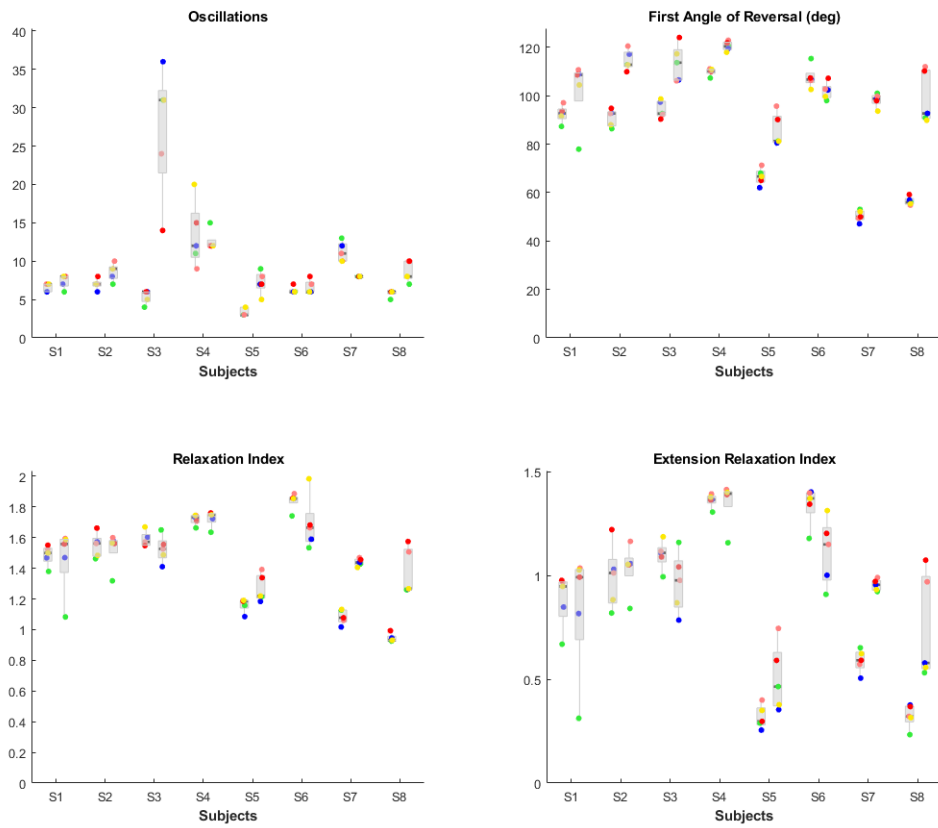 Oscillations
40
35
30
25
20
15
10
5
0
S1 S2 S3 S4 S5 S6 S7 S8
Subjects
First Angle of Reversal (deg)
120
100
80
60
40
20
0
S1 S2 S3 S4 S5 S6 S7 S8
Subjects
Relaxation Index
2
1.8
1.6
1.4
1.2
1
0.8
0.6
0.4
0.2
0
S1 S2 S3 S4 S5 S6 S7 S8
Subjects
Extension Relaxation Index
1.5
1
0.5
0
S1 S2 S3 S4 S5 S6 S7 S8
Subjects